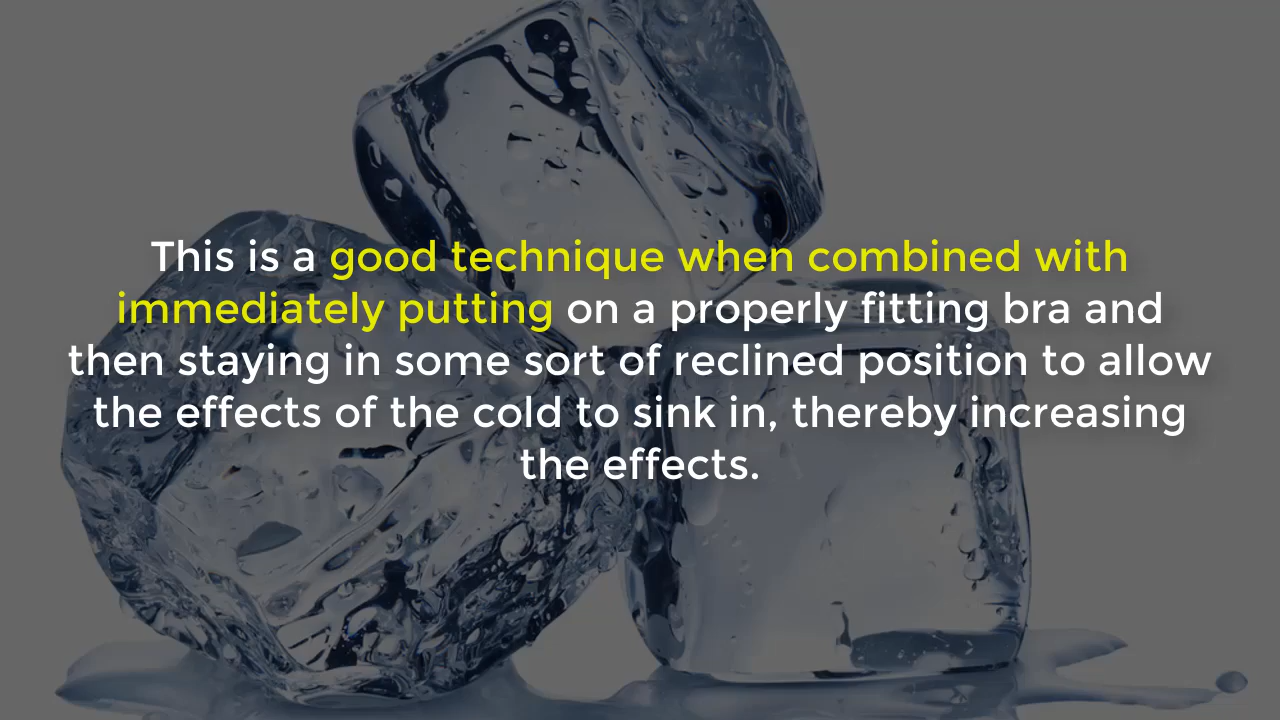 This is a good technique when combined with
immediately putting on a properly fitting bra and
then staying in some sort of reclined position to allow
the effects of the cold to sink in, thereby increasing
the effects.